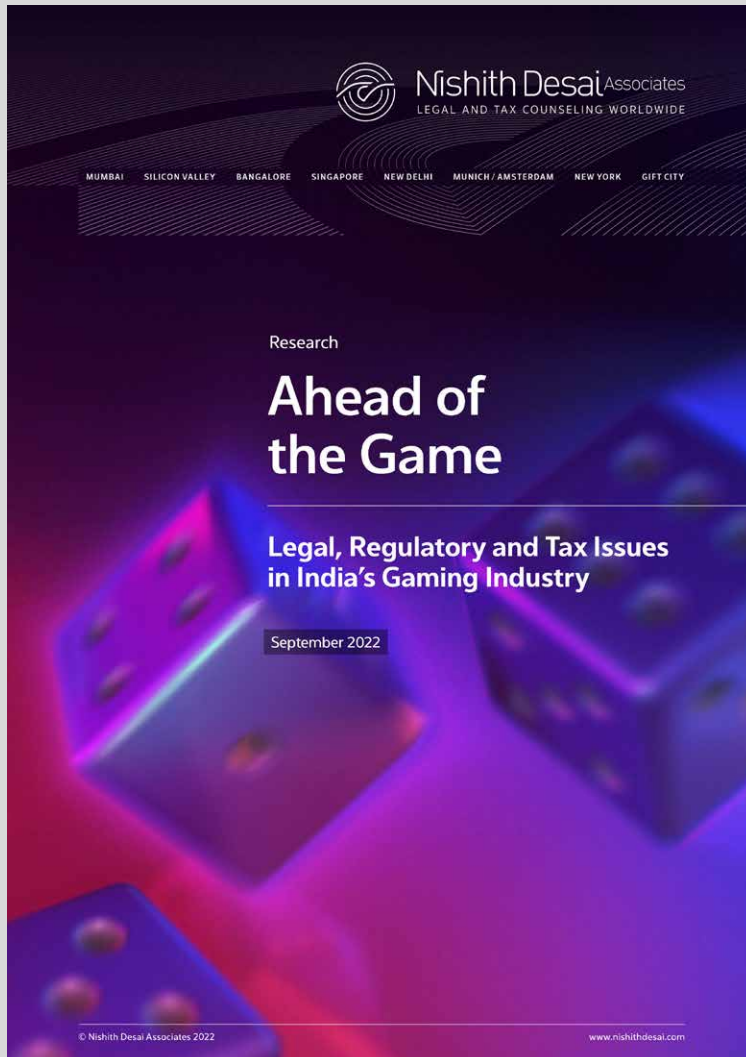 Nishith Desai Associates
LEGAL AND TAX COUNSELING WORLDWIDE
MUMBAI SILICON VALLEY BANGALORE SINGAPORE NEW DELHI MUNICH / AMSTERDAM NEW YORK GIFT CITY
Research
Ahead of
the Game
Legal, Regulatory and Tax Issues
in India's Gaming Industry
September 2022
© Nishith Desai Associates 2022 www.nishithdesai.com